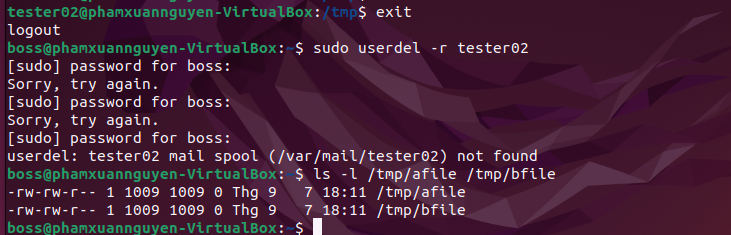 tester02@phamxuannguyen-VirtualBox:/tmp$ exit
logout
boss@phamxuannguyen-VirtualBox:~$ sudo userdel -r tester02
[sudo] password for boss:
Sorry, try again.
[sudo] password for boss:
Sorry, try again.
[sudo] password for boss:
userdel: tester02 mail spool (/var/mail/tester02) not found
boss@phamxuannguyen-VirtualBox:~$ ls -l /tmp/afile /tmp/bfile
-rw-rw-r-- 1 1009 1009 0 Thg 9   7 18:11 /tmp/afile
-rw-rw-r-- 1 1009 1009 0 Thg 9   7 18:11 /tmp/bfile
boss@phamxuannguyen-VirtualBox:~$